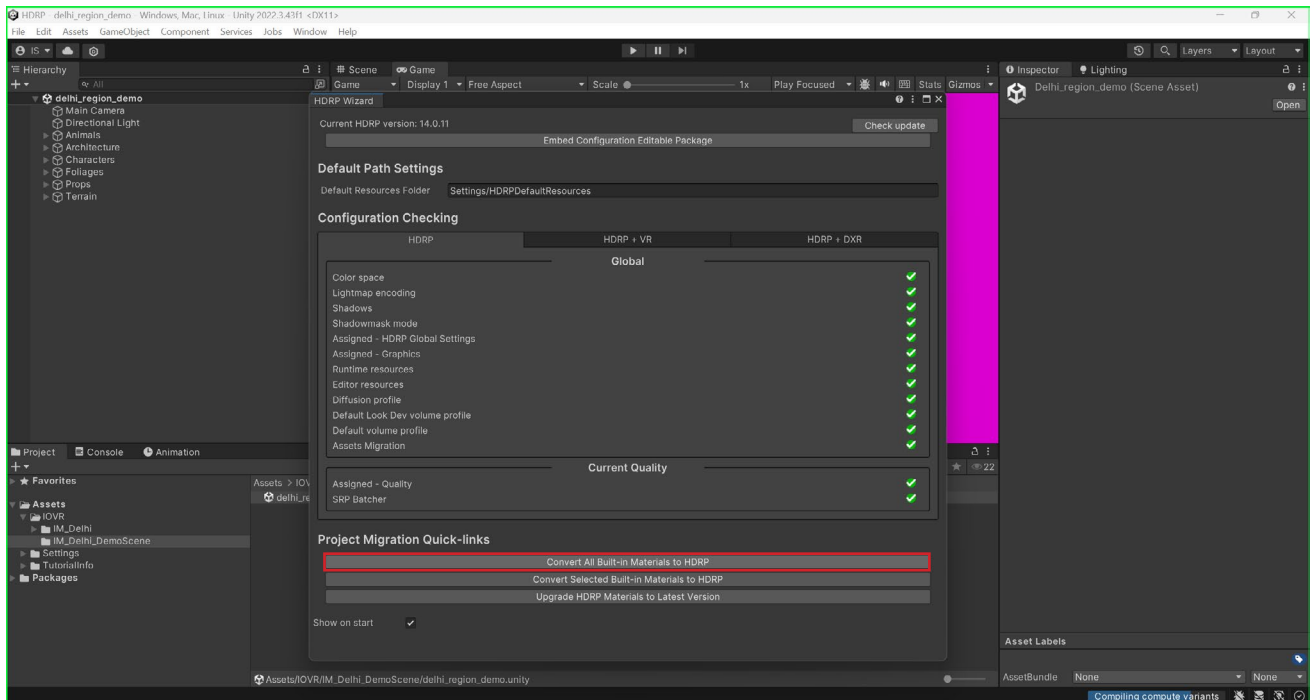 HDRP - delhi_region_demo - Windows, Mac, Linux - Unity 2022.3.43f1 <DX11>
File Edit Assets GameObject Component Services Jobs Window Help
IS Layers Layout
Hierarchy # Scene Game Inspector Lighting
All Game Display 1 Free Aspect Scale 1x Play Focused Stats Gizmos
delhi_region_demo
Main Camera
Directional Light
Animals
Architecture
Characters
Foliages
Props
Terrain
Delhi_region_demo (Scene Asset)
Open
HDRP Wizard
Current HDRP version: 14.0.11
Check update
Embed Configuration Editable Package
Default Path Settings
Default Resources Folder Settings/HDRPDefaultResources
Configuration Checking
HDRP HDRP + VR HDRP + DXR
Global
Color space
Lightmap encoding
Shadows
Shadowmask mode
Assigned - HDRP Global Settings
Assigned - Graphics
Runtime resources
Editor resources
Diffusion profile
Default Look Dev volume profile
Default volume profile
Assets Migration
Current Quality
Assigned - Quality
SRP Batcher
Project Migration Quick-links
Convert All Built-in Materials to HDRP
Convert Selected Built-in Materials to HDRP
Upgrade HDRP Materials to Latest Version
Show on start
Project Console Animation
22
Favorites
Assets
IOVR
IM_Delhi
IM_Delhi_DemoScene
Settings
TutorialInfo
Packages
Assets > IOV
delhi_re
Assets/IOVR/IM_Delhi_DemoScene/delhi_region_demo.unity
Asset Labels
AssetBundle None None
Compiling compute variants